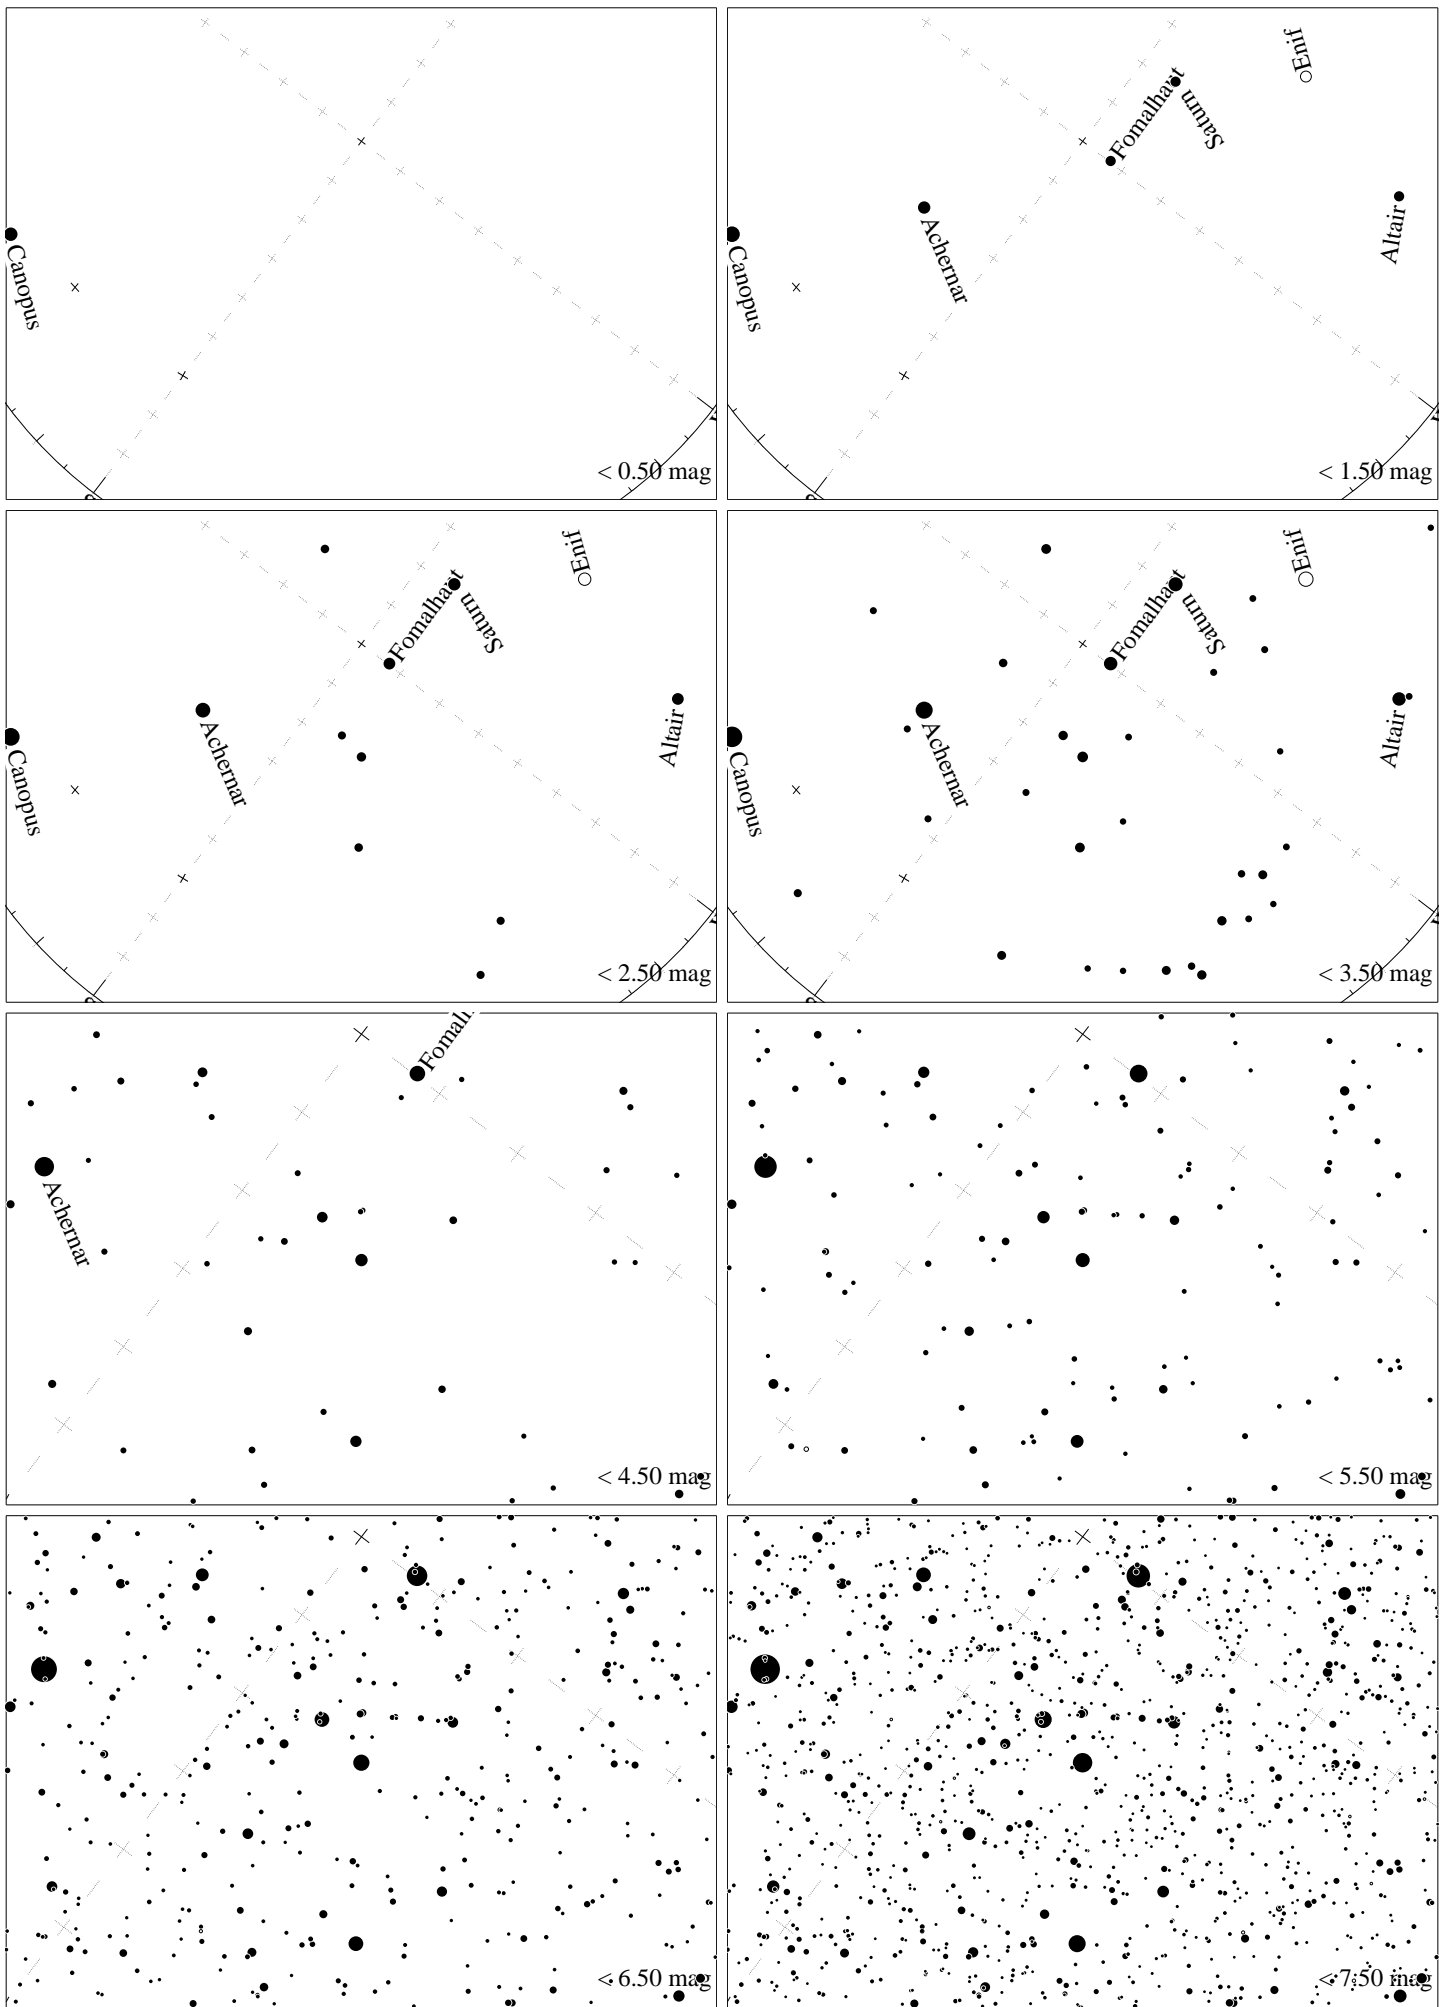 Canopus
< 0.50 mag
Enif
Fomalhaut
Saturn
Achernar
Altair
Canopus
< 1.50 mag
Enif
Fomalhaut
Saturn
Achernar
Altair
Canopus
< 2.50 mag
Enif
Fomalhaut
Saturn
Achernar
Altair
Canopus
< 3.50 mag
Fomalh
Achernar
< 4.50 mag
< 5.50 mag
< 6.50 mag
< 7.50 mag